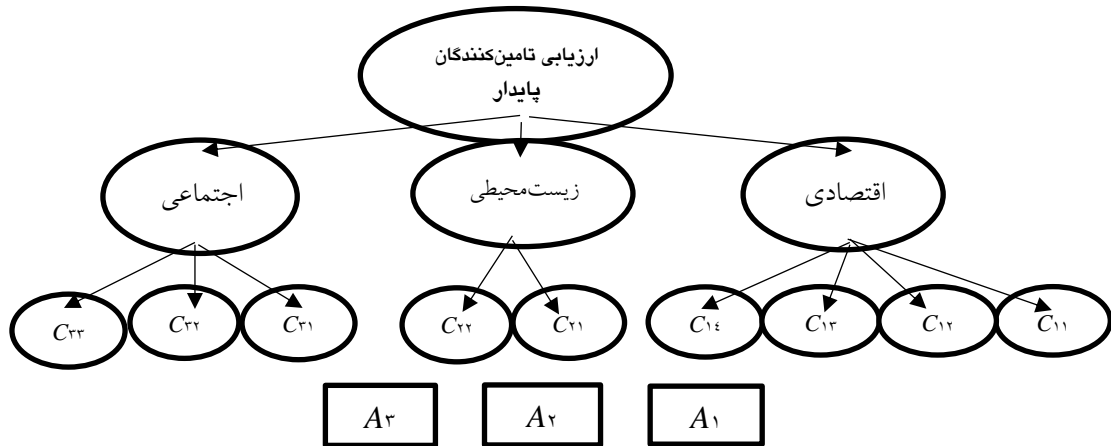 ارزیابی تامین‌کنندگان
پایدار
اقتصادی
زیست‌محیطی
اجتماعی
C۱۱
C۱۲
C۱۳
C۱٤
C۲۱
C۲۲
C۳۱
C۳۲
C۳۳
A۱
A۲
A۳